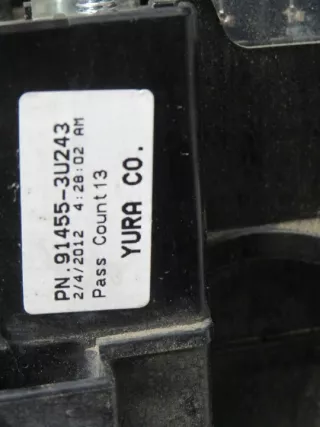 PN.91455-3U243
2/4/2012 4:28:02 AM
Pass Count13
YURA CO.